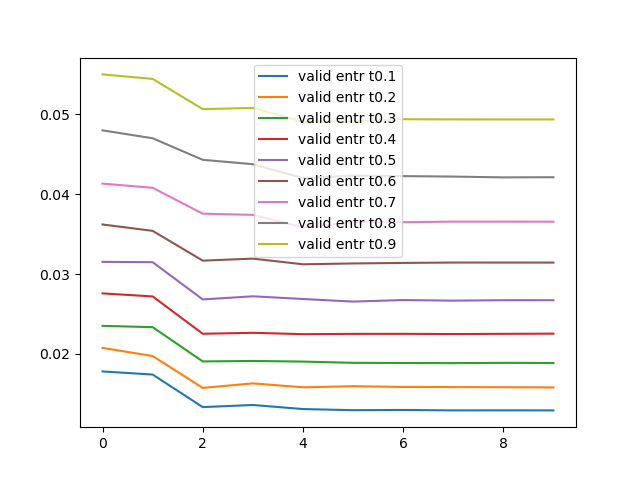 valid entr t0.1
valid entr t0.2
valid entr t0.3
valid entr t0.4
valid entr t0.5
valid entr t0.6
valid entr t0.7
valid entr t0.8
valid entr t0.9
0.05
0.04
0.03
0.02
0 2 4 6 8